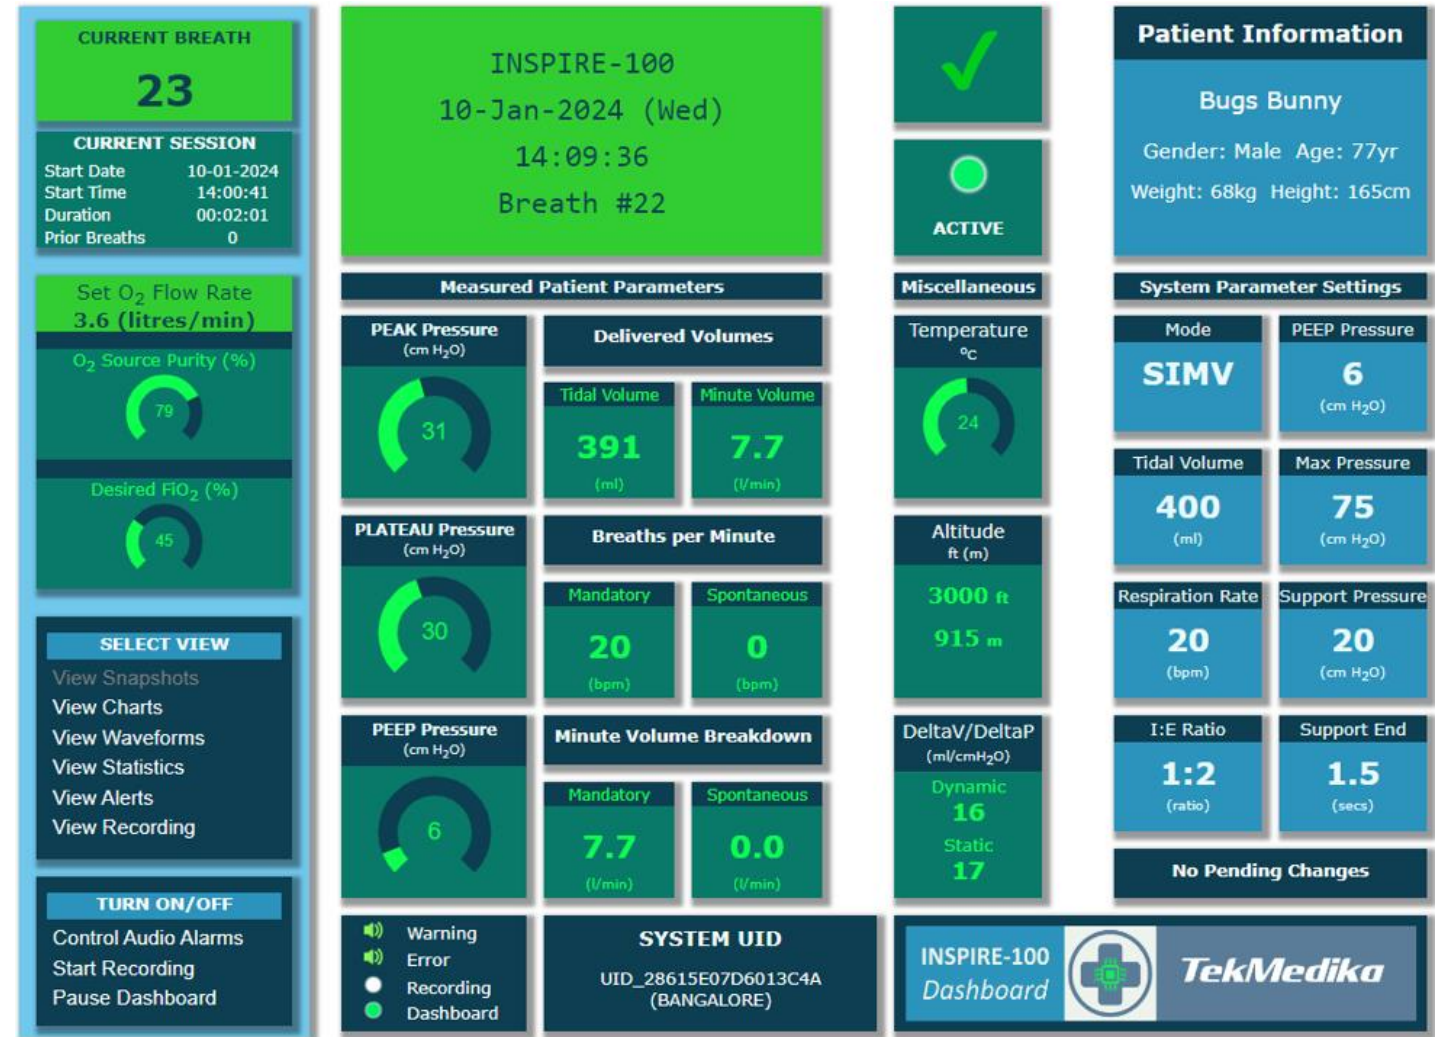 CURRENT BREATH
23
CURRENT SESSION
Start Date 10-01-2024
Start Time 14:00:41
Duration 00:02:01
Prior Breaths 0
Set O₂ Flow Rate
3.6 (litres/min)
O₂ Source Purity (%)
79
Desired FiO₂ (%)
45
SELECT VIEW
View Snapshots
View Charts
View Waveforms
View Statistics
View Alerts
View Recording
TURN ON/OFF
Control Audio Alarms
Start Recording
Pause Dashboard
INSPIRE-100
10-Jan-2024 (Wed)
14:09:36
Breath #22
Measured Patient Parameters
PEAK Pressure
(cm H₂O)
31
PLATEAU Pressure
(cm H₂O)
30
PEEP Pressure
(cm H₂O)
6
Delivered Volumes
Tidal Volume
391
(ml)
Minute Volume
7.7
(l/min)
Breaths per Minute
Mandatory
20
(bpm)
Spontaneous
0
(bpm)
Minute Volume Breakdown
Mandatory
7.7
(l/min)
Spontaneous
0.0
(l/min)
Warning
Error
Recording
Dashboard
SYSTEM UID
UID_28615E07D6013C4A
(BANGALORE)
ACTIVE
Miscellaneous
Temperature
°C
24
Altitude
ft (m)
3000 ft
915 m
DeltaV/DeltaP
(ml/cmH₂O)
Dynamic
16
Static
17
Patient Information
Bugs Bunny
Gender: Male Age: 77yr
Weight: 68kg Height: 165cm
System Parameter Settings
Mode
SIMV
PEEP Pressure
6
(cm H₂O)
Tidal Volume
400
(ml)
Max Pressure
75
(cm H₂O)
Respiration Rate
20
(bpm)
Support Pressure
20
(cm H₂O)
I:E Ratio
1:2
(ratio)
Support End
1.5
(secs)
No Pending Changes
INSPIRE-100
Dashboard
TekMedika